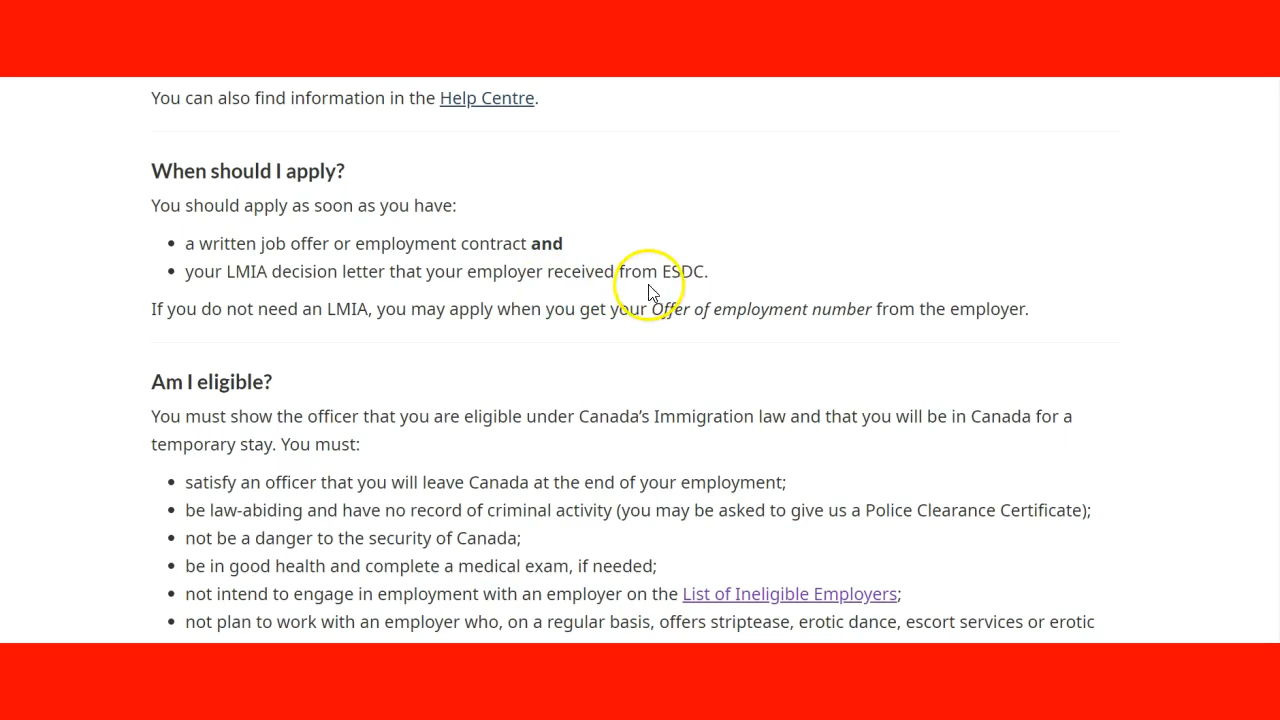 You can also find information in the Help Centre.
When should I apply?
You should apply as soon as you have:
• a written job offer or employment contract and
• your LMIA decision letter that your employer received from ESDC.
If you do not need an LMIA, you may apply when you get your Offer of employment number from the employer.
Am I eligible?
You must show the officer that you are eligible under Canada’s Immigration law and that you will be in Canada for a
temporary stay. You must:
• satisfy an officer that you will leave Canada at the end of your employment;
• be law-abiding and have no record of criminal activity (you may be asked to give us a Police Clearance Certificate);
• not be a danger to the security of Canada;
• be in good health and complete a medical exam, if needed;
• not intend to engage in employment with an employer on the List of Ineligible Employers;
• not plan to work with an employer who, on a regular basis, offers striptease, erotic dance, escort services or erotic